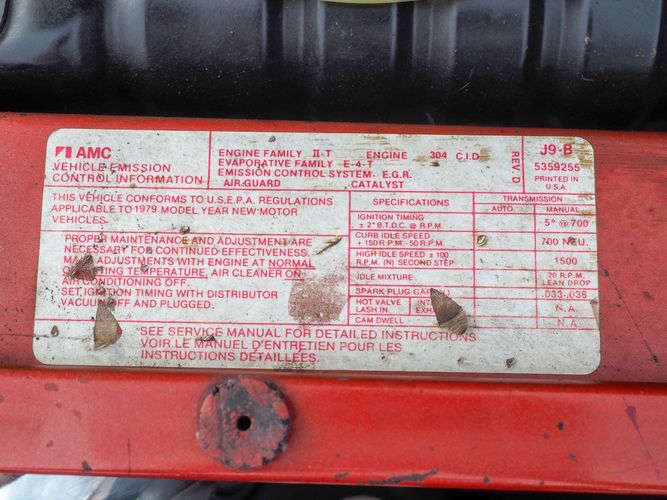 AMC
VEHICLE EMISSION
CONTROL INFORMATION
ENGINE FAMILY II-T ENGINE 304 C.I.D.
EVAPORATIVE FAMILY E-4-T
EMISSION CONTROL SYSTEM- E.G.R.
AIR GUARD CATALYST
REV. D
J9-B
5359255
PRINTED IN
U.S.A.
THIS VEHICLE CONFORMS TO U.S.E.P.A. REGULATIONS
APPLICABLE TO 1979 MODEL YEAR NEW MOTOR
VEHICLES.
PROPER MAINTENANCE AND ADJUSTMENT ARE
NECESSARY FOR CONTINUED EFFECTIVENESS.
ADJUSTMENTS WITH ENGINE AT NORMAL
TEMPERATURE, AIR CLEANER ON
AIR CONDITIONING OFF.
SET IGNITION TIMING WITH DISTRIBUTOR
VACUUM OFF AND PLUGGED.
SPECIFICATIONS TRANSMISSION
AUTO. MANUAL
IGNITION TIMING
± 2° B.T.D.C. @ R.P.M. 5° @ 700
CURB IDLE SPEED
+ 150 R.P.M - 50 R.P.M. 700 NEU.
HIGH IDLE SPEED ± 100
R.P.M. (N) SECOND STEP 1500
IDLE MIXTURE 20 R.P.M.
LEAN DROP
SPARK PLUG .033-.038
HOT VALVE
LASH IN. N.A.
CAM DWELL N.A.
SEE SERVICE MANUAL FOR DETAILED INSTRUCTIONS
VOIR LE MANUEL D'ENTRETIEN POUR LES
INSTRUCTIONS DETAILLEES.